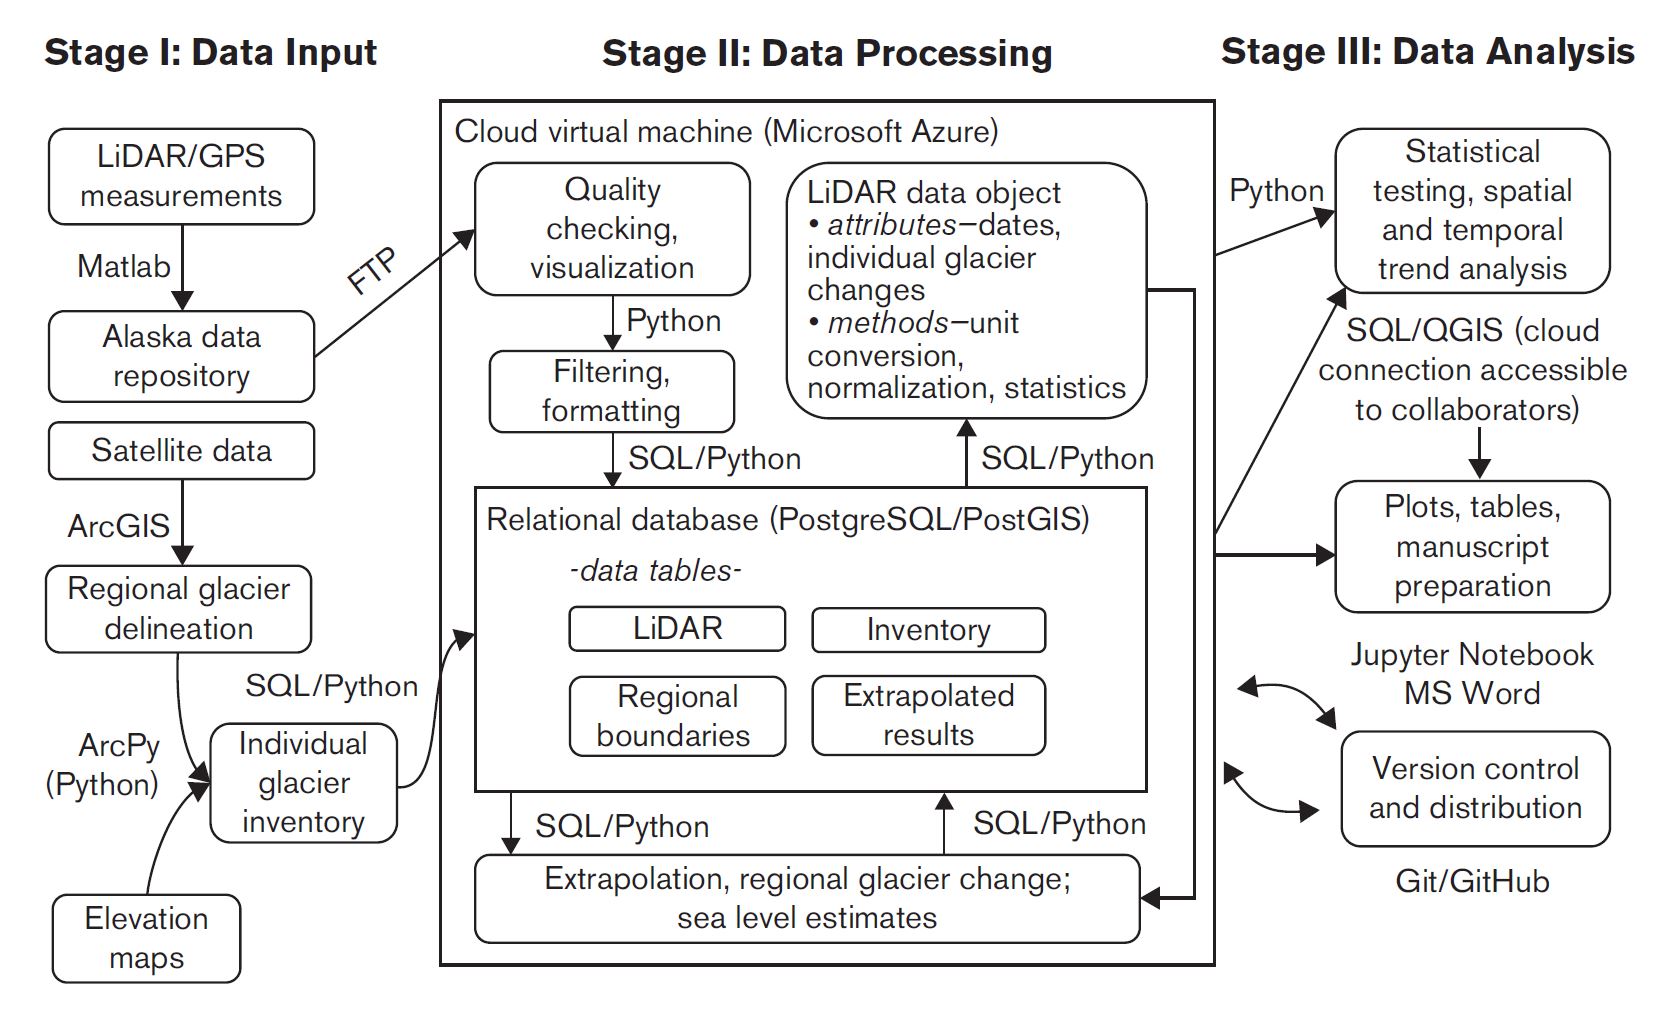 Stage I: Data Input
LiDAR/GPS
measurements
Matlab
Alaska data
repository
FTP
Satellite data
ArcGIS
Regional glacier
delineation
SQL/Python
ArcPy
(Python)
Individual
glacier
inventory
Elevation
maps
Stage II: Data Processing
Cloud virtual machine (Microsoft Azure)
Quality
checking,
visualization
Python
Filtering,
formatting
SQL/Python
LiDAR data object
• attributes—dates,
individual glacier
changes
• methods—unit
conversion,
normalization, statistics
SQL/Python
Relational database (PostgreSQL/PostGIS)
-data tables-
LiDAR
Inventory
Regional
boundaries
Extrapolated
results
SQL/Python
SQL/Python
Extrapolation, regional glacier change;
sea level estimates
Stage III: Data Analysis
Python
Statistical
testing, spatial
and temporal
trend analysis
SQL/QGIS (cloud
connection accessible
to collaborators)
Plots, tables,
manuscript
preparation
Jupyter Notebook
MS Word
Version control
and distribution
Git/GitHub